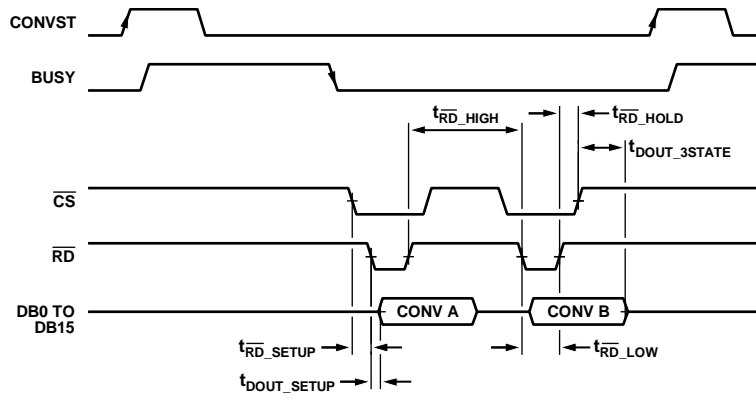 CONVST
BUSY
tRD_HIGH
tRD_HOLD
tDOUT_3STATE
CS
RD
DB0 TO
DB15
CONV A
CONV B
tRD_SETUP
tRD_LOW
tDOUT_SETUP